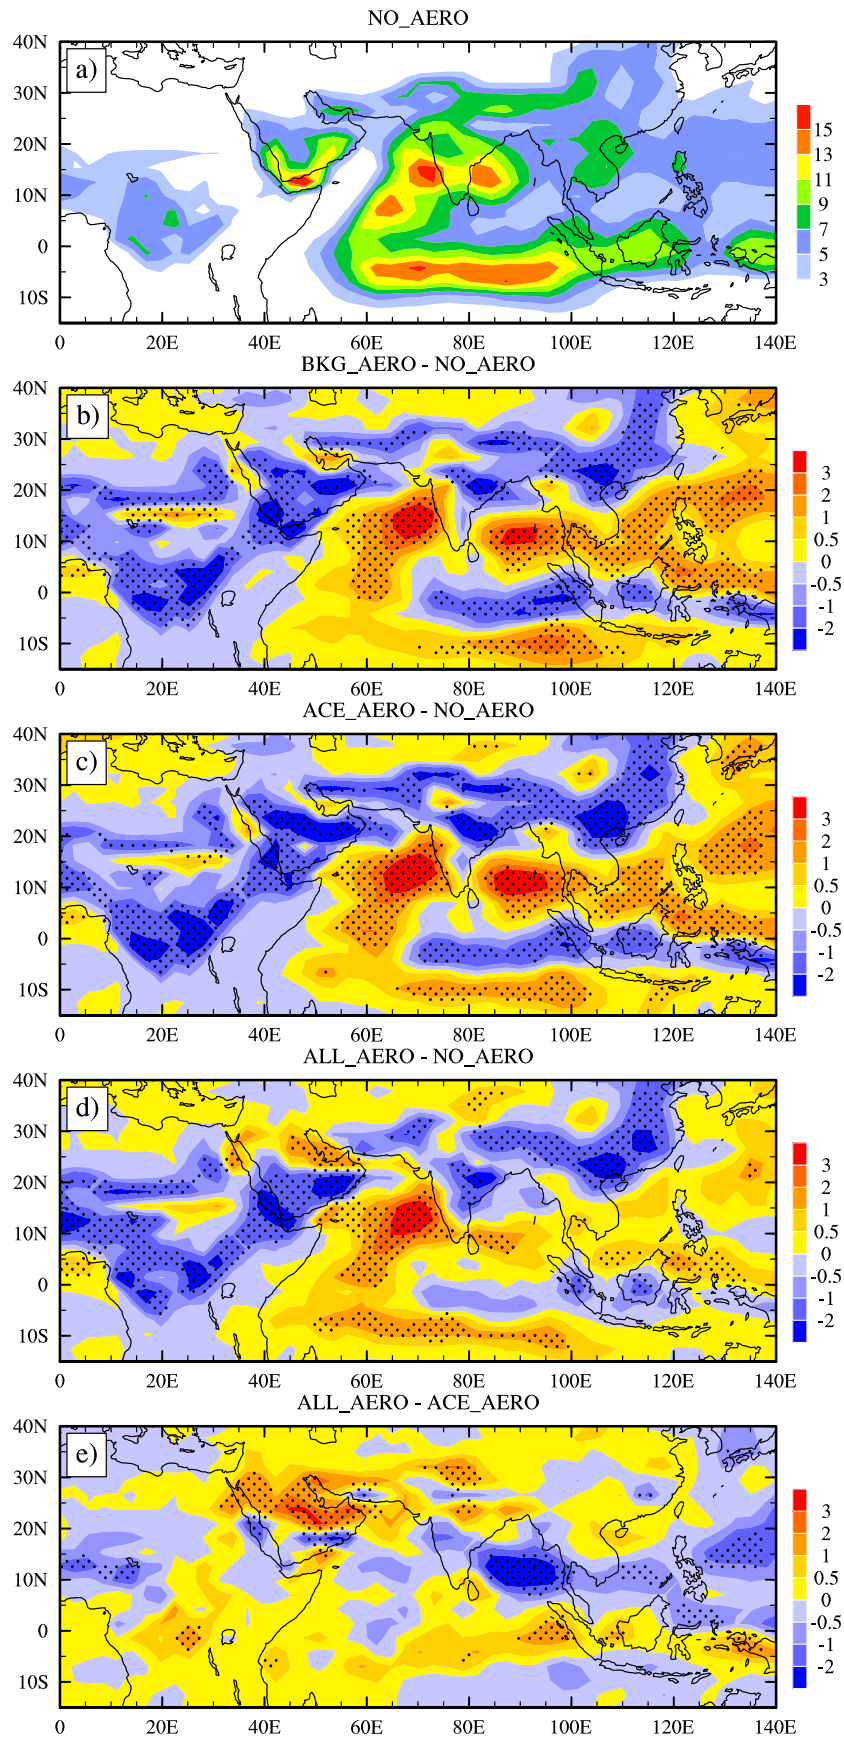 NO_AERO
a)
40N
30N
20N
10N
0
10S
0 20E 40E 60E 80E 100E 120E 140E
15
13
11
9
7
5
3
BKG_AERO - NO_AERO
b)
40N
30N
20N
10N
0
10S
0 20E 40E 60E 80E 100E 120E 140E
3
2
1
0.5
0
-0.5
-1
-2
ACE_AERO - NO_AERO
c)
40N
30N
20N
10N
0
10S
0 20E 40E 60E 80E 100E 120E 140E
3
2
1
0.5
0
-0.5
-1
-2
ALL_AERO - NO_AERO
d)
40N
30N
20N
10N
0
10S
0 20E 40E 60E 80E 100E 120E 140E
3
2
1
0.5
0
-0.5
-1
-2
ALL_AERO - ACE_AERO
e)
40N
30N
20N
10N
0
10S
0 20E 40E 60E 80E 100E 120E 140E
3
2
1
0.5
0
-0.5
-1
-2